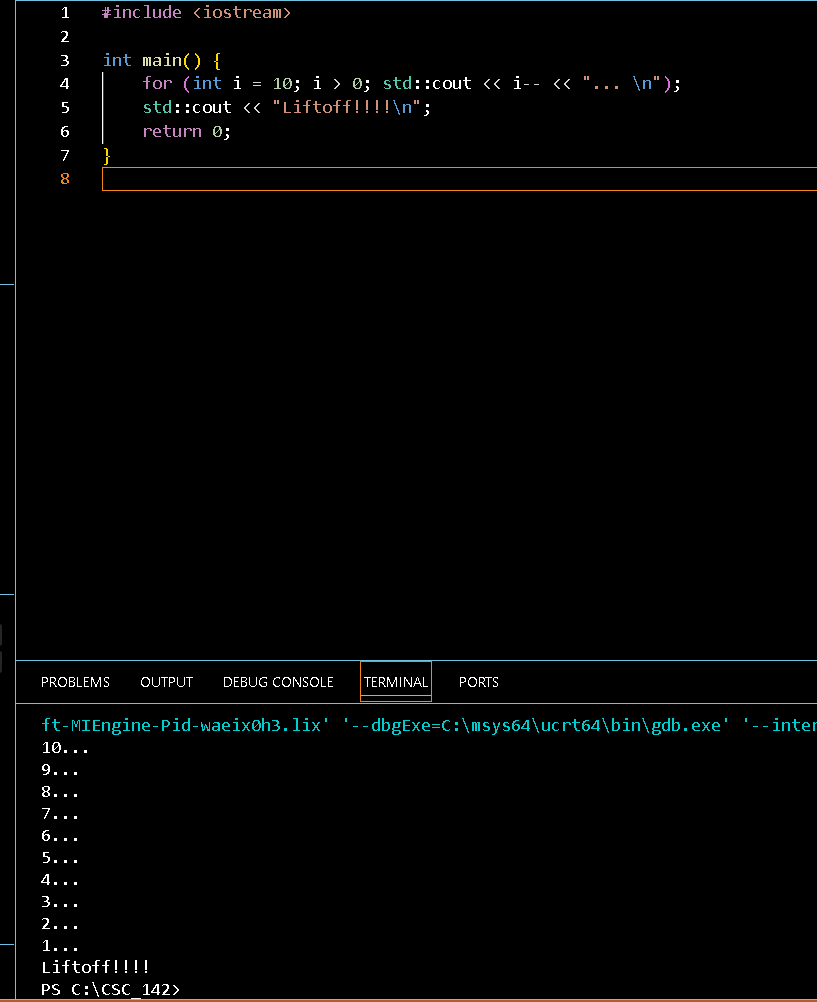 1 #include <iostream>
2
3 int main() {
4 for (int i = 10; i > 0; std::cout << i-- << "... \n");
5 std::cout << "Liftoff!!!!\n";
6 return 0;
7 }
8
PROBLEMS OUTPUT DEBUG CONSOLE TERMINAL PORTS
ft-MIEngine-Pid-waeix0h3.lix' '--dbgExe=C:\msys64\ucrt64\bin\gdb.exe' '--inter
10...
9...
8...
7...
6...
5...
4...
3...
2...
1...
Liftoff!!!!
PS C:\CSC_142>